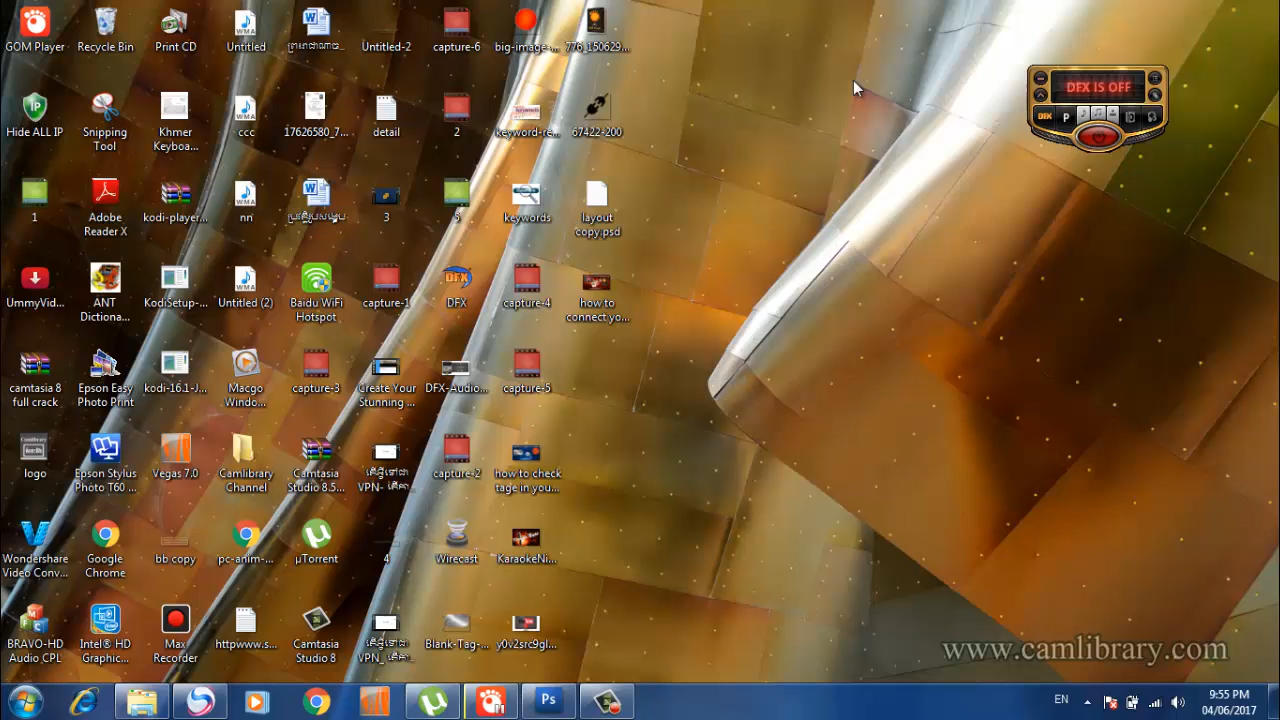 GOM Player
Recycle Bin
Print CD
Untitled
Untitled-2
capture-6
big-image-...
776_150629...
DFX IS OFF
DFX
P
IP
Hide ALL IP
Snipping
Tool
Khmer
Keyboa...
ccc
17626580_7...
detail
2
keyword-re...
67422-200
1
Adobe
Reader X
kodi-player...
nn
3
5
keywords
layout
copy.psd
UmmyVid...
ANT
Dictiona...
KodiSetup-...
Untitled (2)
Baidu WiFi
Hotspot
capture-1
DFX
DFX
capture-4
how to
connect yo...
camtasia 8
full crack
Epson Easy
Photo Print
kodi-16.1-J...
Macgo
Windo...
capture-3
Create Your
Stunning ...
DFX-Audio...
capture-5
logo
Epson Stylus
Photo T60 ...
Vegas 7.0
Camlibrary
Channel
Camtasia
Studio 8.5...
VPN-
capture-2
how to check
tage in you...
Wondershare
Video Conv...
Google
Chrome
bb copy
pc-anim-...
µTorrent
4
Wirecast
KaraokeNi...
BRAVO-HD
Audio CPL
Intel® HD
Graphic...
Max
Recorder
httpwww.s...
Camtasia
Studio 8
VPN_
Blank-Tag-...
y0v2src9gl...
www.camlibrary.com
Ps
EN
9:55 PM
04/06/2017